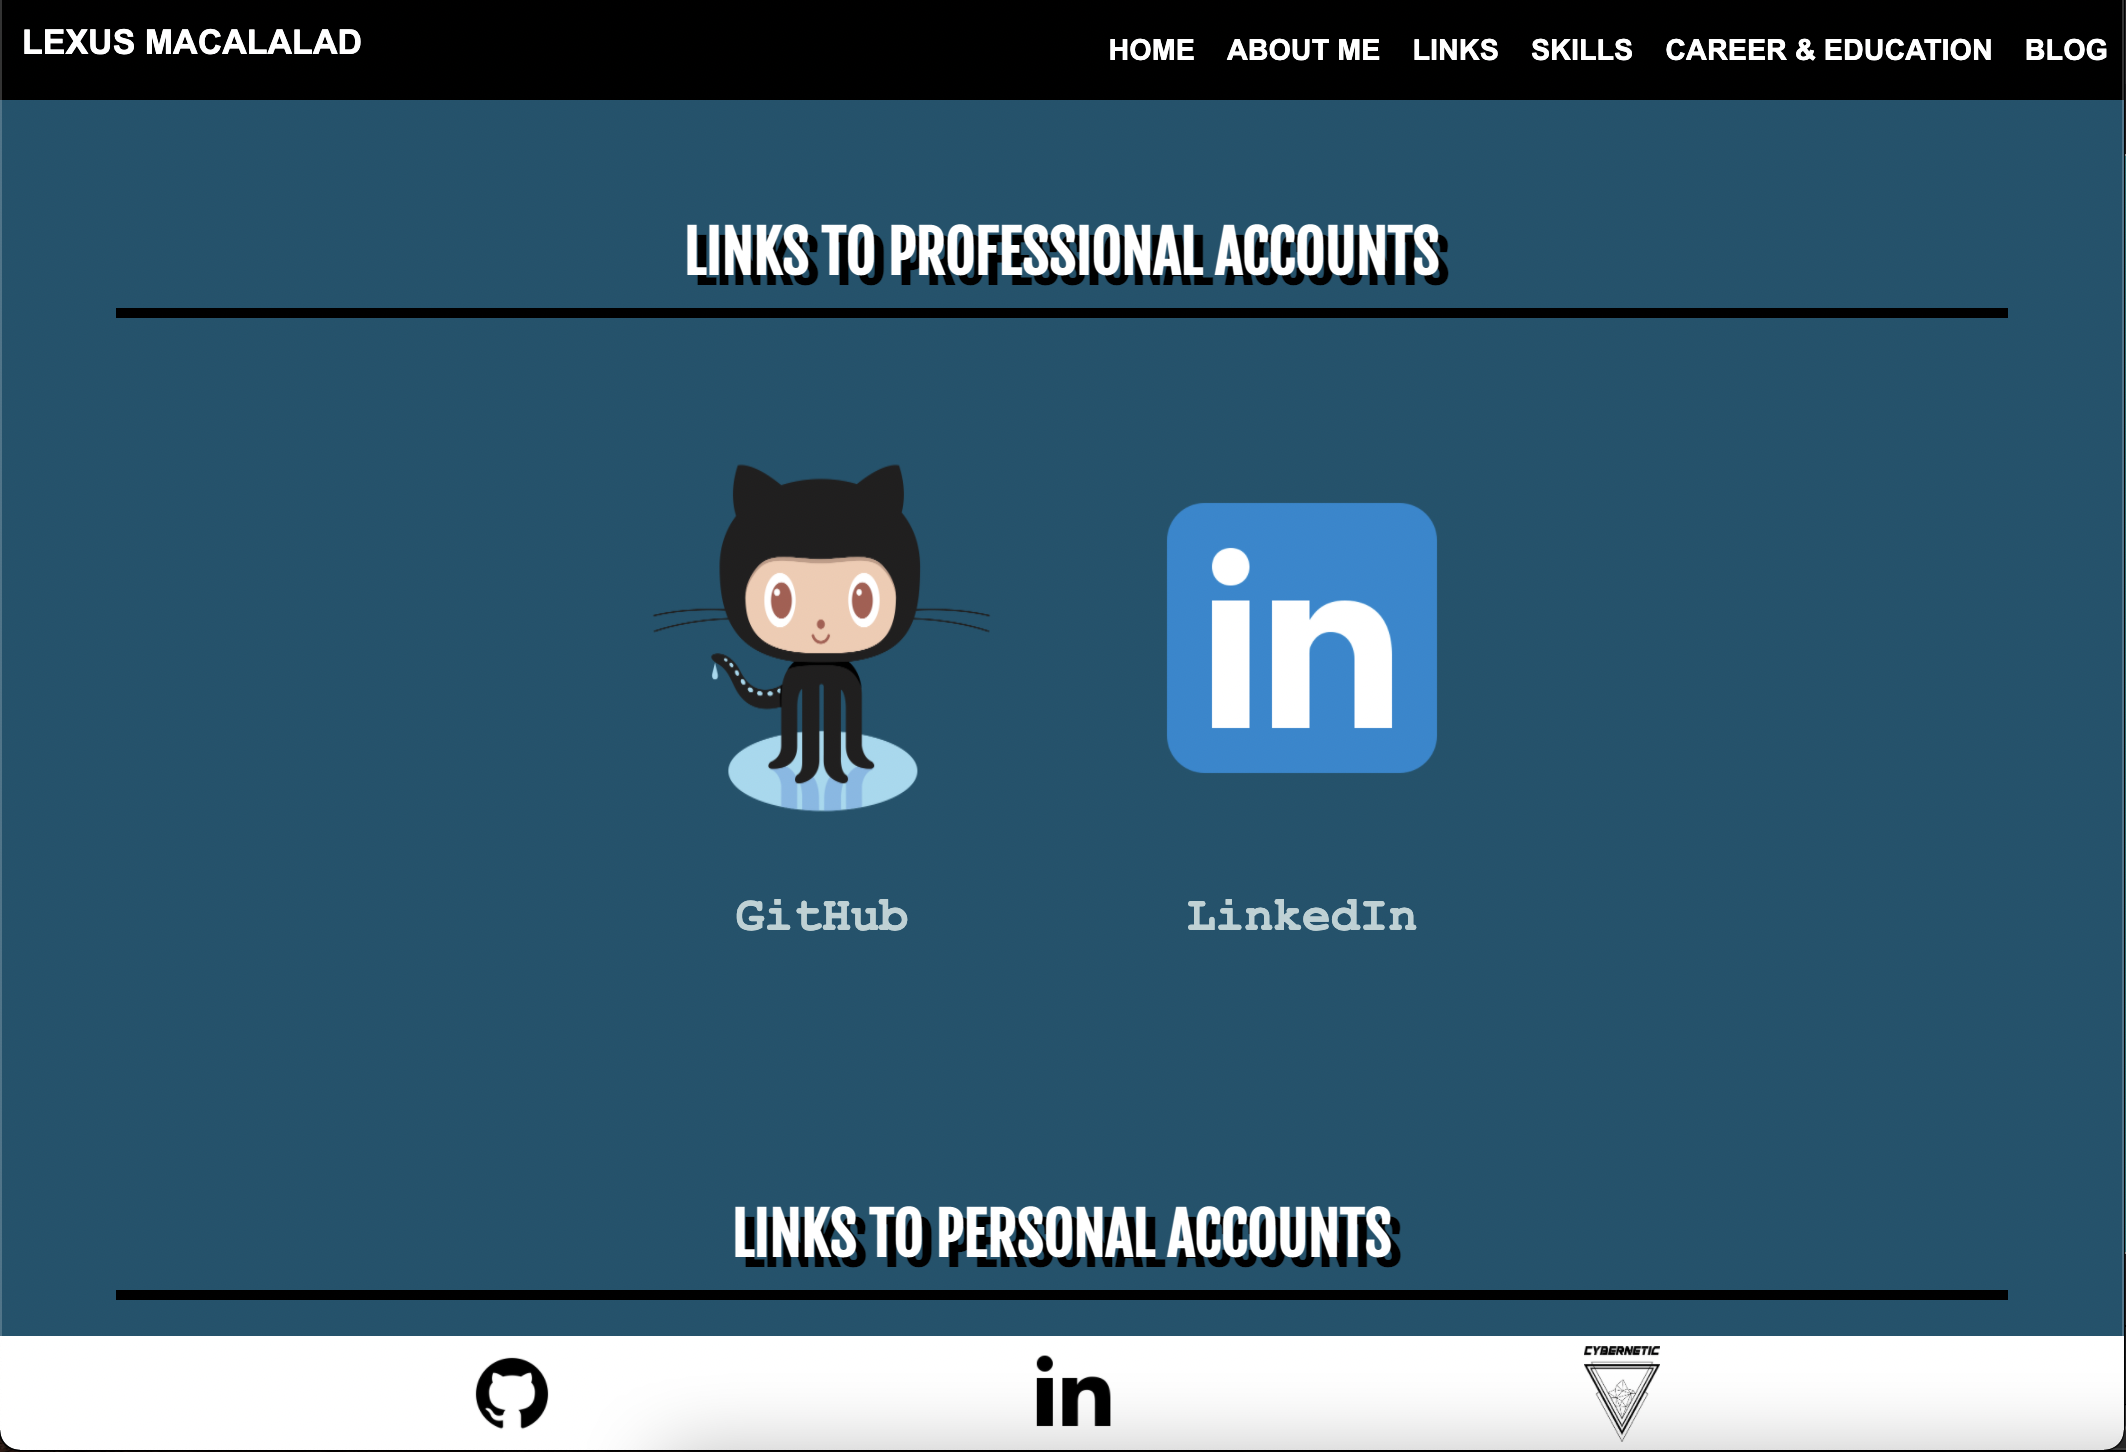 LEXUS MACALALAD
HOME ABOUT ME LINKS SKILLS CAREER & EDUCATION BLOG
LINKS TO PROFESSIONAL ACCOUNTS
in
GitHub LinkedIn
LINKS TO PERSONAL ACCOUNTS
in
CYBERNETIC